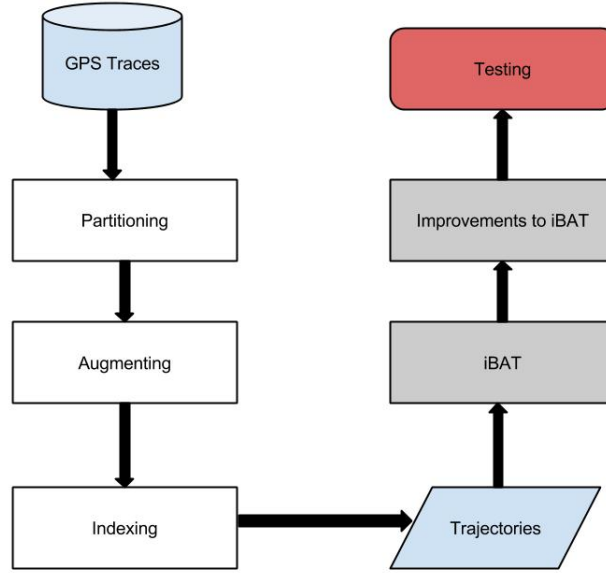 GPS Traces
Partitioning
Augmenting
Indexing
Trajectories
iBAT
Improvements to iBAT
Testing